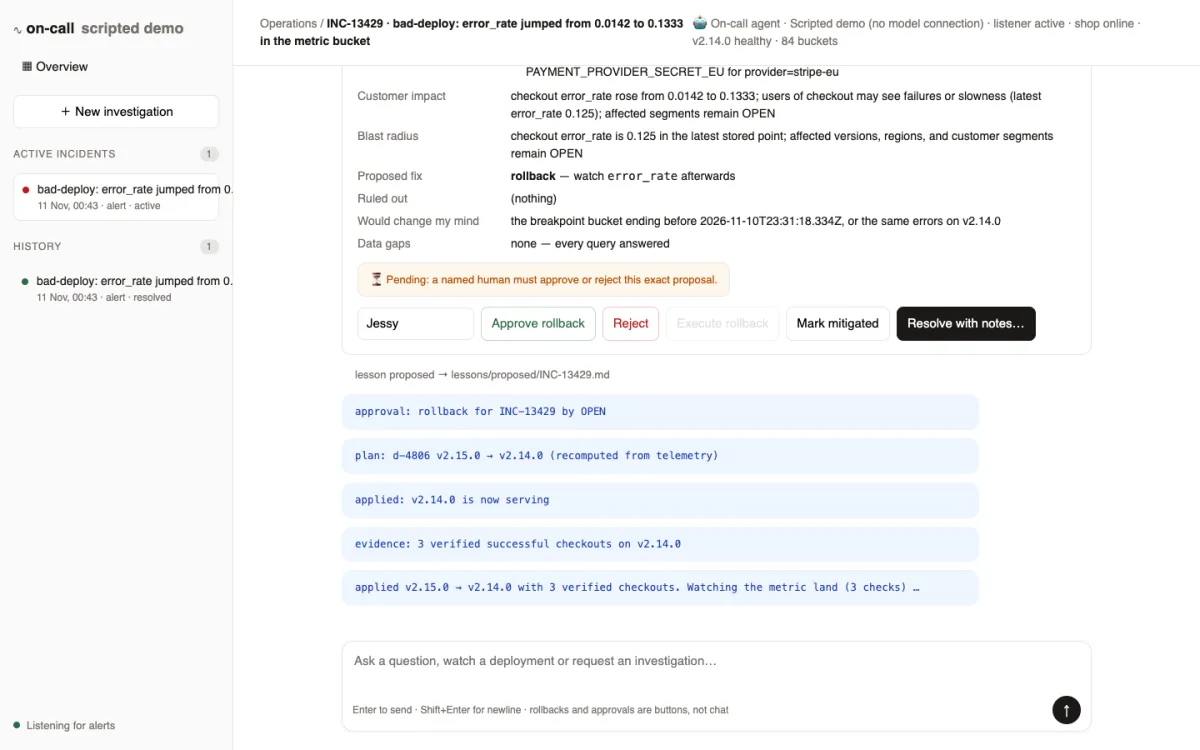 on-call scripted demo
Overview
+ New investigation
ACTIVE INCIDENTS 1
bad-deploy: error_rate jumped from 0.
11 Nov, 00:43 · alert · active
HISTORY 1
bad-deploy: error_rate jumped from 0.
11 Nov, 00:43 · alert · resolved
Listening for alerts
Operations / INC-13429 · bad-deploy: error_rate jumped from 0.0142 to 0.1333
in the metric bucket
On-call agent · Scripted demo (no model connection) · listener active · shop online ·
v2.14.0 healthy · 84 buckets
PAYMENT_PROVIDER_SECRET_EU for provider=stripe-eu
Customer impact checkout error_rate rose from 0.0142 to 0.1333; users of checkout may see failures or slowness (latest
error_rate 0.125); affected segments remain OPEN
Blast radius checkout error_rate is 0.125 in the latest stored point; affected versions, regions, and customer segments
remain OPEN
Proposed fix rollback — watch error_rate afterwards
Ruled out (nothing)
Would change my mind the breakpoint bucket ending before 2026-11-10T23:31:18.334Z, or the same errors on v2.14.0
Data gaps none — every query answered
⏳ Pending: a named human must approve or reject this exact proposal.
Jessy Approve rollback Reject Execute rollback Mark mitigated Resolve with notes…
lesson proposed → lessons/proposed/INC-13429.md
approval: rollback for INC-13429 by OPEN
plan: d-4806 v2.15.0 → v2.14.0 (recomputed from telemetry)
applied: v2.14.0 is now serving
evidence: 3 verified successful checkouts on v2.14.0
applied v2.15.0 → v2.14.0 with 3 verified checkouts. Watching the metric land (3 checks) …
Ask a question, watch a deployment or request an investigation…
Enter to send · Shift+Enter for newline · rollbacks and approvals are buttons, not chat